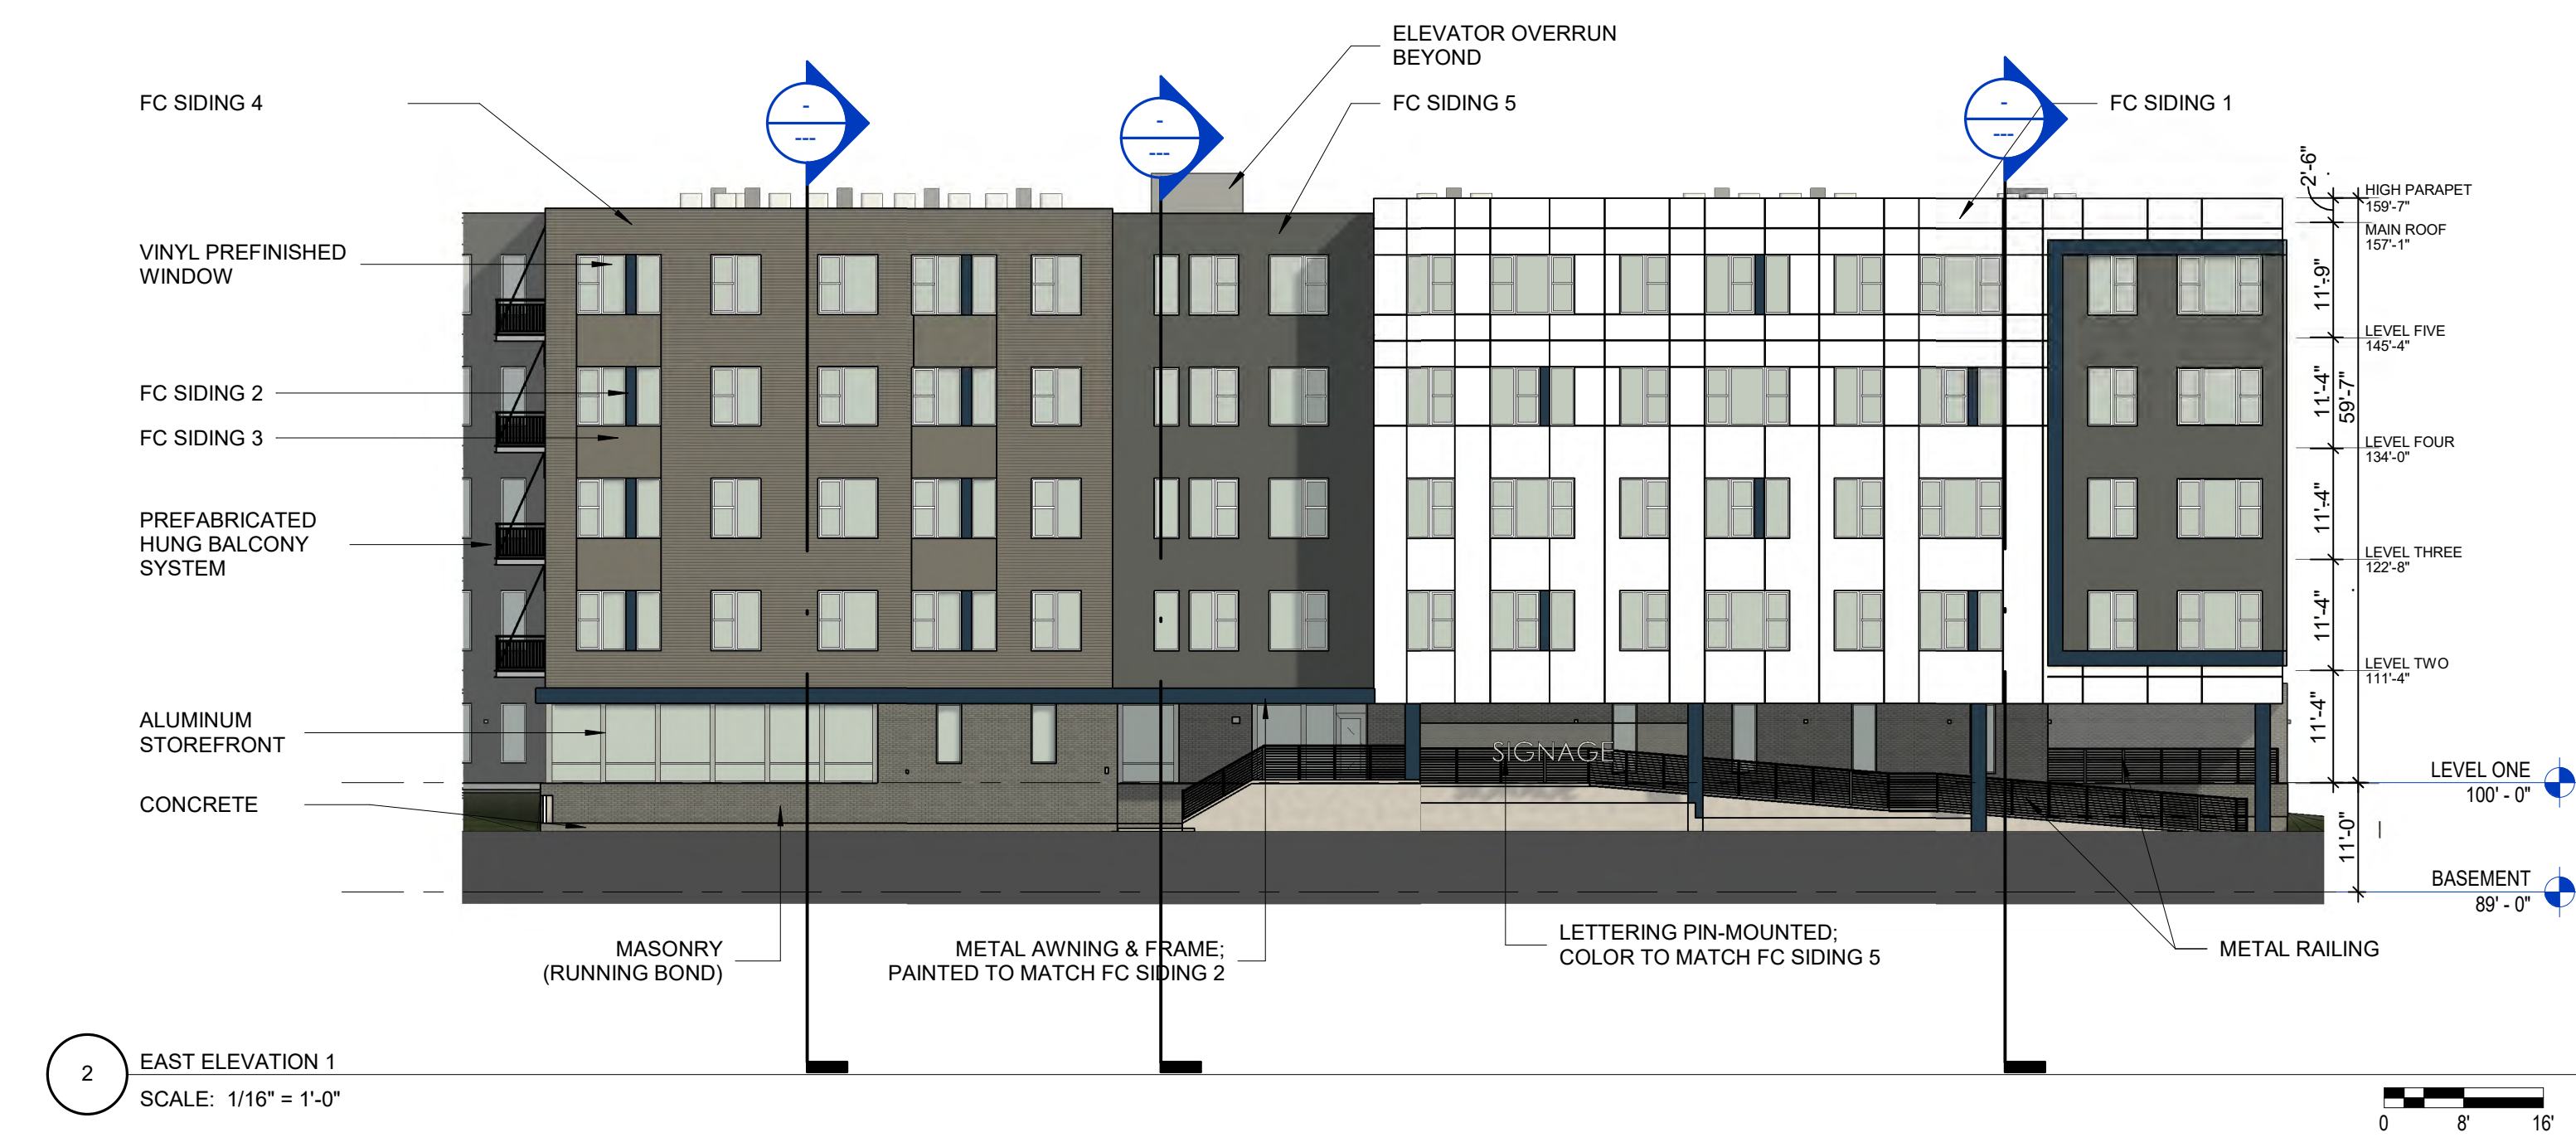 ELEVATOR OVERRUN
BEYOND
FC SIDING 4
FC SIDING 5
FC SIDING 1
-
---
-
---
-
---
VINYL PREFINISHED
WINDOW
FC SIDING 2
FC SIDING 3
PREFABRICATED
HUNG BALCONY
SYSTEM
ALUMINUM
STOREFRONT
CONCRETE
SIGNAGE
2'-6"
11'-9"
11'-4"
59'-7"
11'-4"
11'-4"
11'-4"
11'-0"
HIGH PARAPET
159'-7"
MAIN ROOF
157'-1"
LEVEL FIVE
145'-4"
LEVEL FOUR
134'-0"
LEVEL THREE
122'-8"
LEVEL TWO
111'-4"
LEVEL ONE
100' - 0"
BASEMENT
89' - 0"
MASONRY
(RUNNING BOND)
METAL AWNING & FRAME;
PAINTED TO MATCH FC SIDING 2
LETTERING PIN-MOUNTED;
COLOR TO MATCH FC SIDING 5
METAL RAILING
2
EAST ELEVATION 1
SCALE: 1/16" = 1'-0"
0 8' 16'